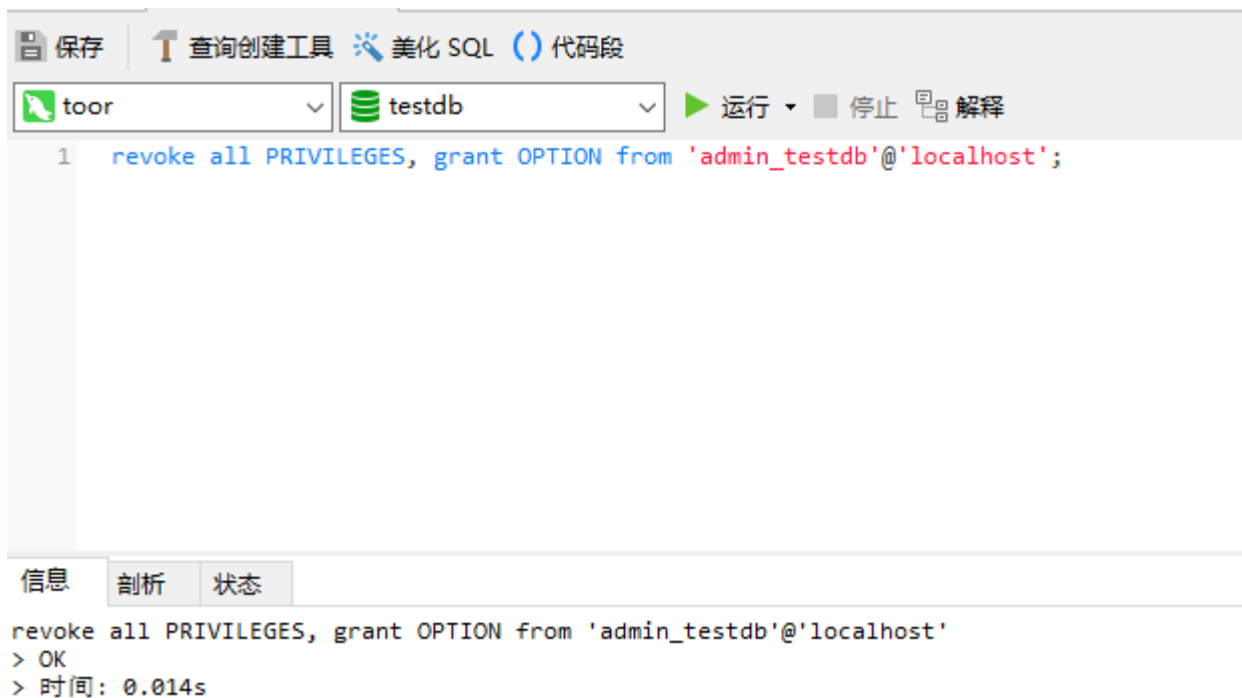 保存 查询创建工具 美化 SQL () 代码段
toor testdb 运行 停止 解释
1 revoke all PRIVILEGES, grant OPTION from 'admin_testdb'@'localhost';
信息 剖析 状态
revoke all PRIVILEGES, grant OPTION from 'admin_testdb'@'localhost'
> OK
> 时间: 0.014s